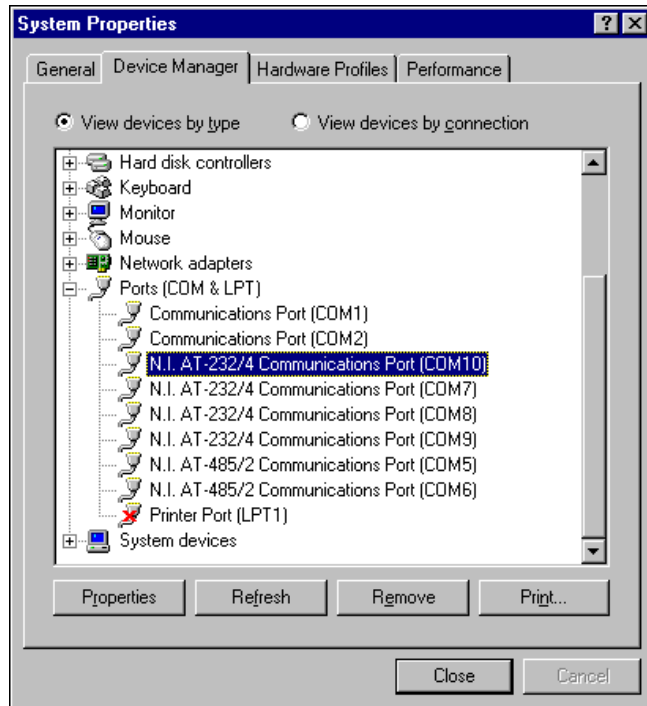 System Properties
General Device Manager Hardware Profiles Performance
View devices by type View devices by connection
Hard disk controllers
Keyboard
Monitor
Mouse
Network adapters
Ports (COM & LPT)
Communications Port (COM1)
Communications Port (COM2)
N.I. AT-232/4 Communications Port (COM10)
N.I. AT-232/4 Communications Port (COM7)
N.I. AT-232/4 Communications Port (COM8)
N.I. AT-232/4 Communications Port (COM9)
N.I. AT-485/2 Communications Port (COM5)
N.I. AT-485/2 Communications Port (COM6)
Printer Port (LPT1)
System devices
Properties Refresh Remove Print...
Close Cancel